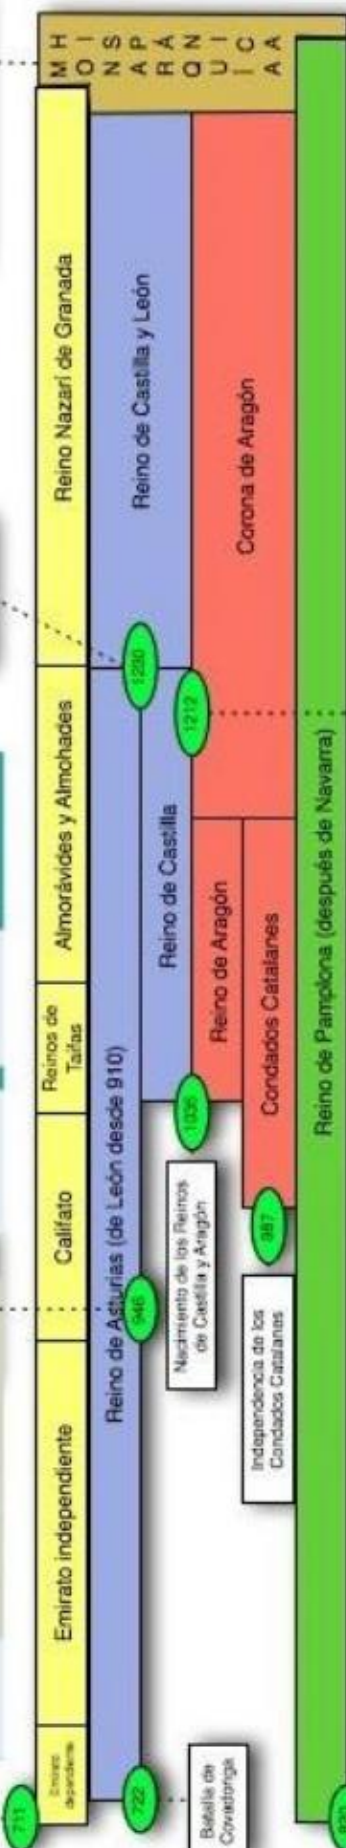 711
Emirato
dependiente
Emirato independiente
Califato
Reinos de
Taifas
Almorávides y Almohades
Reino Nazarí de Granada
MONARQUÍA
HISPÁNICA
722
Reino de Asturias (de León desde 910)
946
1230
Reino de Castilla y León
Batalla de
Covadonga
Nacimiento de los Reinos
de Castilla y Aragón
1035
Reino de Castilla
1212
Reino de Aragón
Corona de Aragón
Independencia de los
Condados Catalanes
987
Condados Catalanes
Reino de Pamplona (después de Navarra)